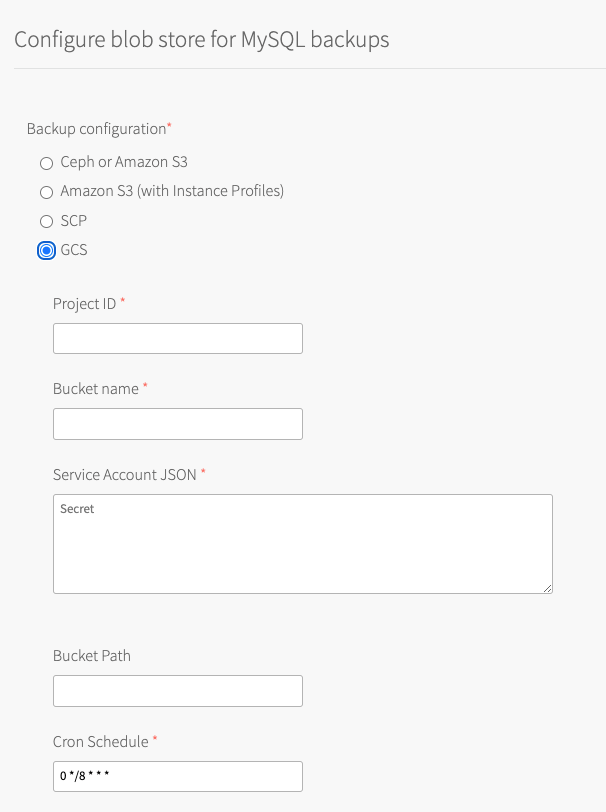 Configure blob store for MySQL backups
Backup configuration*
Ceph or Amazon S3
Amazon S3 (with Instance Profiles)
SCP
GCS
Project ID *
Bucket name *
Service Account JSON *
Secret
Bucket Path
Cron Schedule *
0 */8 * * *